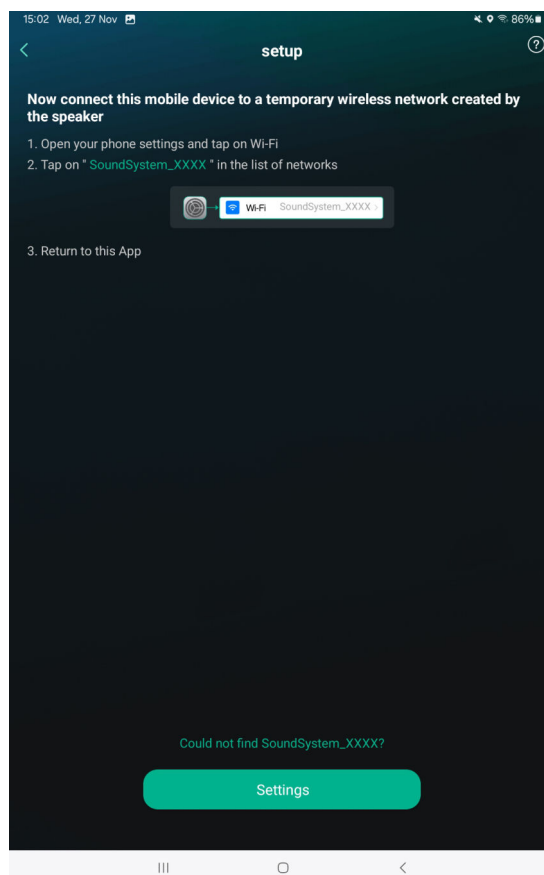 15:02 Wed, 27 Nov 86%
setup
Now connect this mobile device to a temporary wireless network created by
the speaker
1. Open your phone settings and tap on Wi-Fi
2. Tap on " SoundSystem_XXXX " in the list of networks
Wi-Fi SoundSystem_XXXX
3. Return to this App
Could not find SoundSystem_XXXX?
Settings